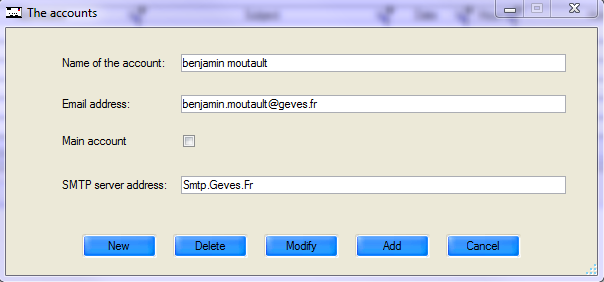 The accounts
Name of the account: benjamin moutault
Email address: benjamin.moutault@geves.fr
Main account
SMTP server address: Smtp.Geves.Fr
New Delete Modify Add Cancel